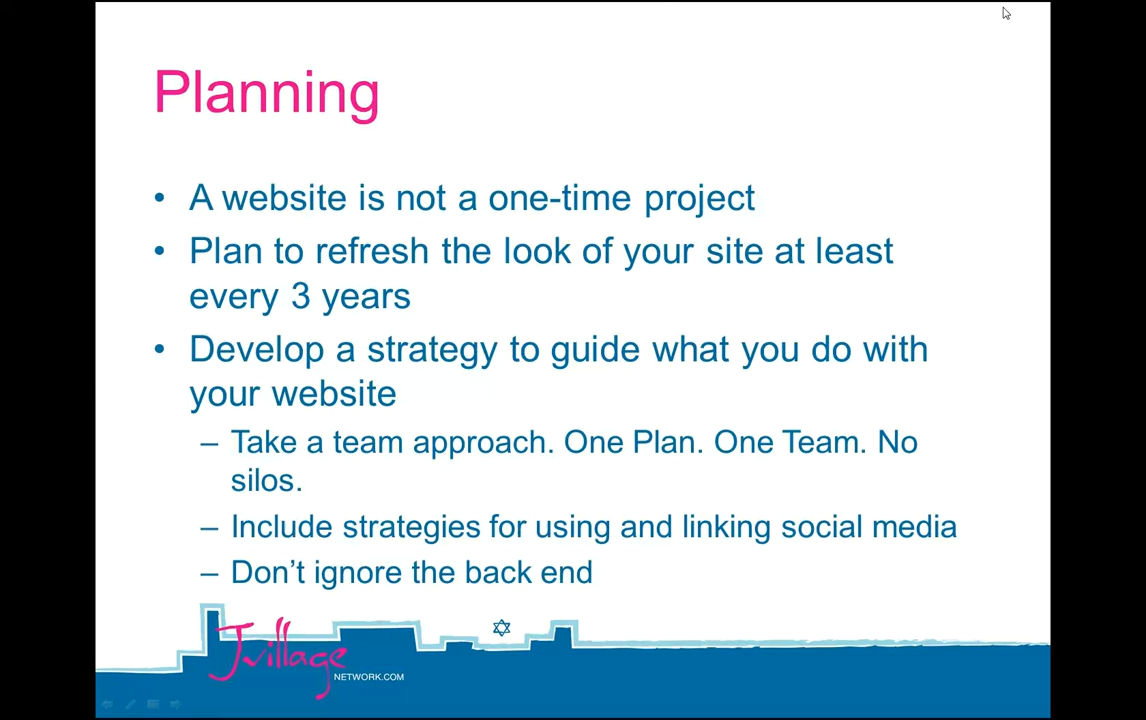 Planning
• A website is not a one-time project
• Plan to refresh the look of your site at least
every 3 years
• Develop a strategy to guide what you do with
your website
– Take a team approach. One Plan. One Team. No
silos.
– Include strategies for using and linking social media
– Don’t ignore the back end
Jvillage
NETWORK.COM